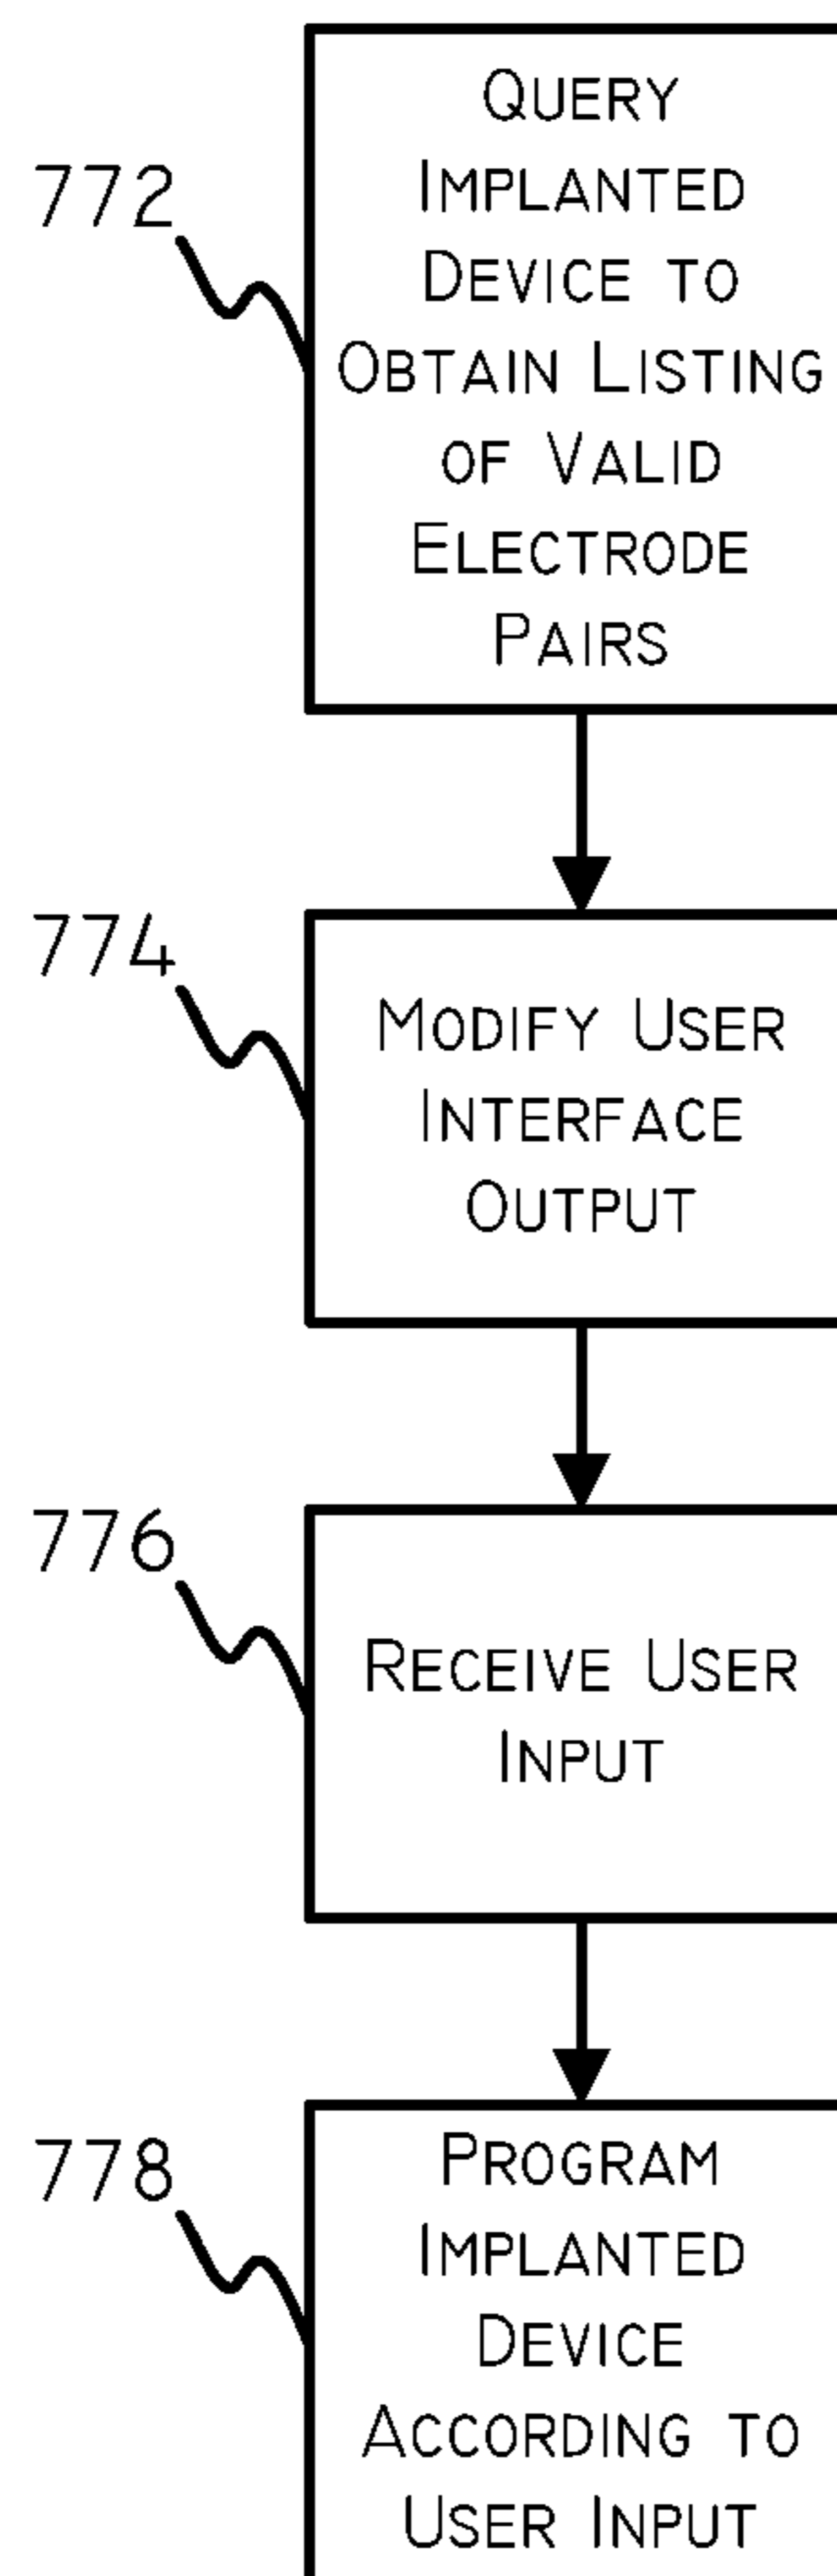 772
QUERY
IMPLANTED
DEVICE TO
OBTAIN LISTING
OF VALID
ELECTRODE
PAIRS
774
MODIFY USER
INTERFACE
OUTPUT
776
RECEIVE USER
INPUT
778
PROGRAM
IMPLANTED
DEVICE
ACCORDING TO
USER INPUT